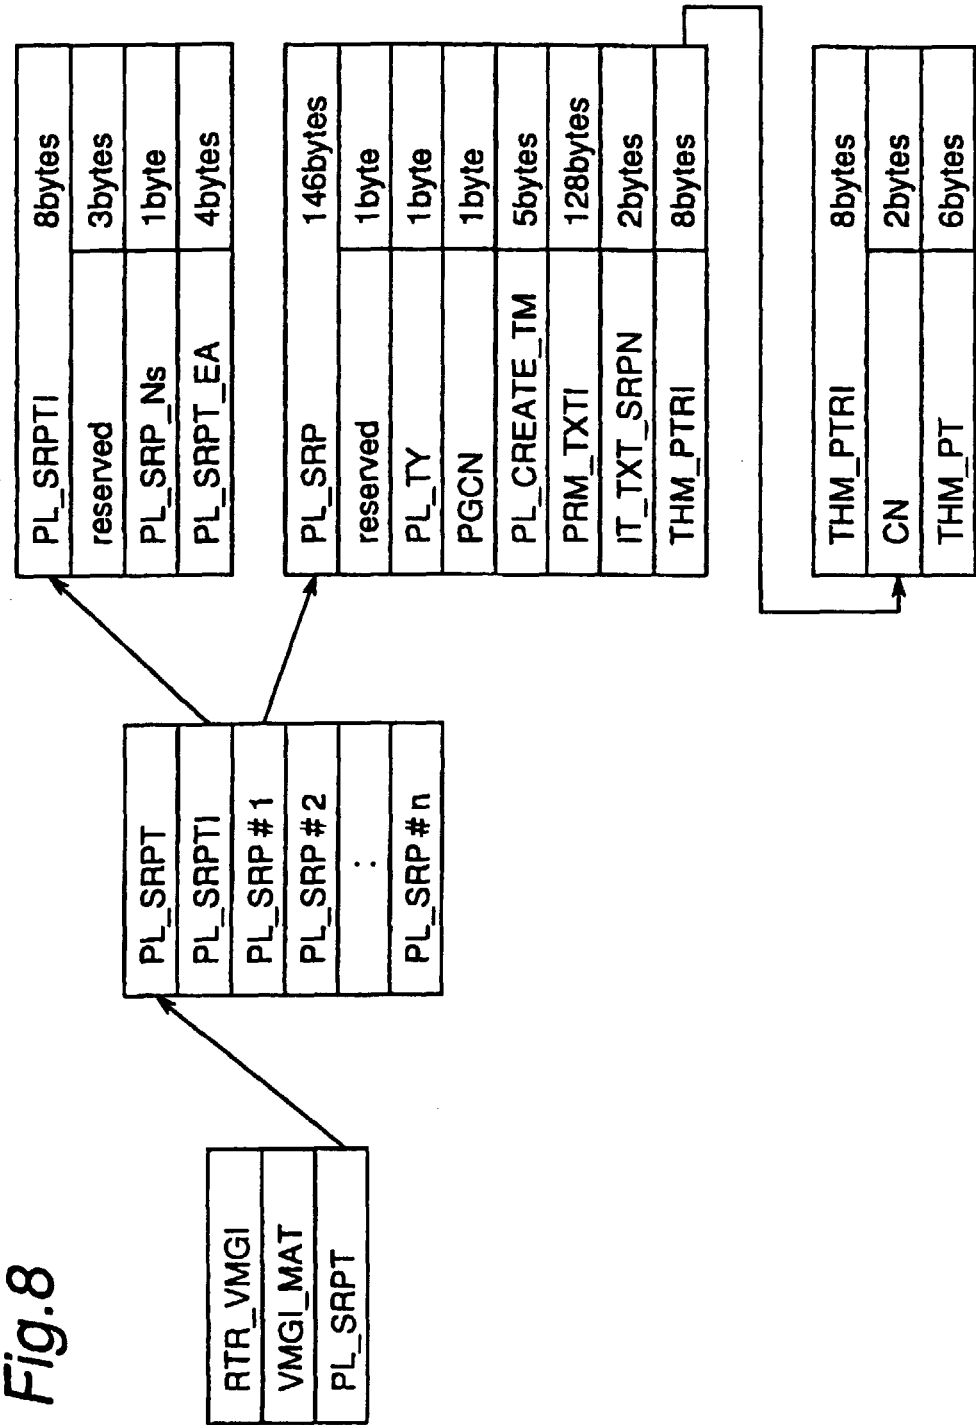 Fig.8
RTR_VMGI
VMGI_MAT
PL_SRPT
PL_SRPT
PL_SRPTI
PL_SRP#1
PL_SRP#2
:
PL_SRP#n
PL_SRPTI 8bytes
reserved 3bytes
PL_SRP_Ns 1byte
PL_SRPT_EA 4bytes
PL_SRP 146bytes
reserved 1byte
PL_TY 1byte
PGCN 1byte
PL_CREATE_TM 5bytes
PRM_TXTI 128bytes
IT_TXT_SRPN 2bytes
THM_PTRI 8bytes
THM_PTRI 8bytes
CN 2bytes
THM_PT 6bytes